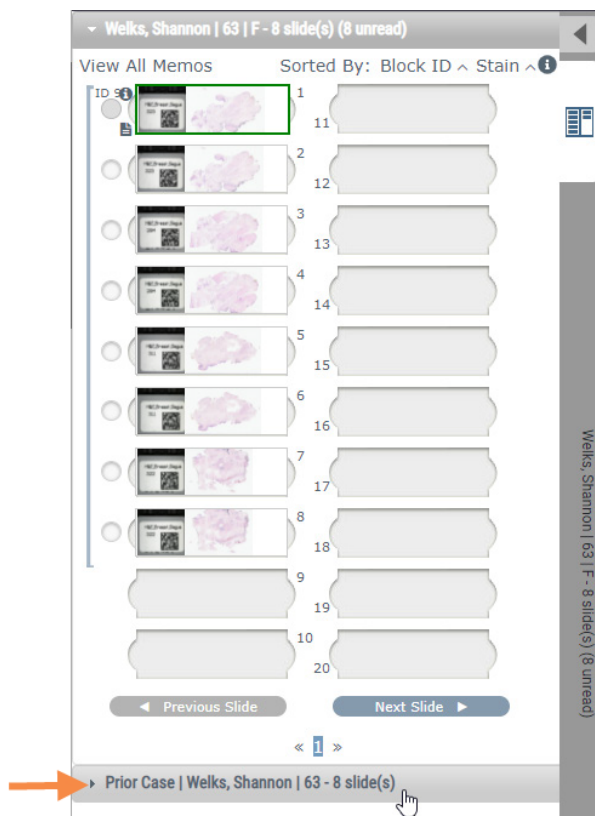 Welks, Shannon | 63 | F - 8 slide(s) (8 unread)
View All Memos Sorted By: Block ID ^ Stain ^
ID 9
1
11
2
12
3
13
4
14
5
15
6
16
7
17
8
18
9
19
10
20
Previous Slide Next Slide
« 1 »
Prior Case | Welks, Shannon | 63 - 8 slide(s)
Welks, Shannon | 63 | F - 8 slide(s) (8 unread)